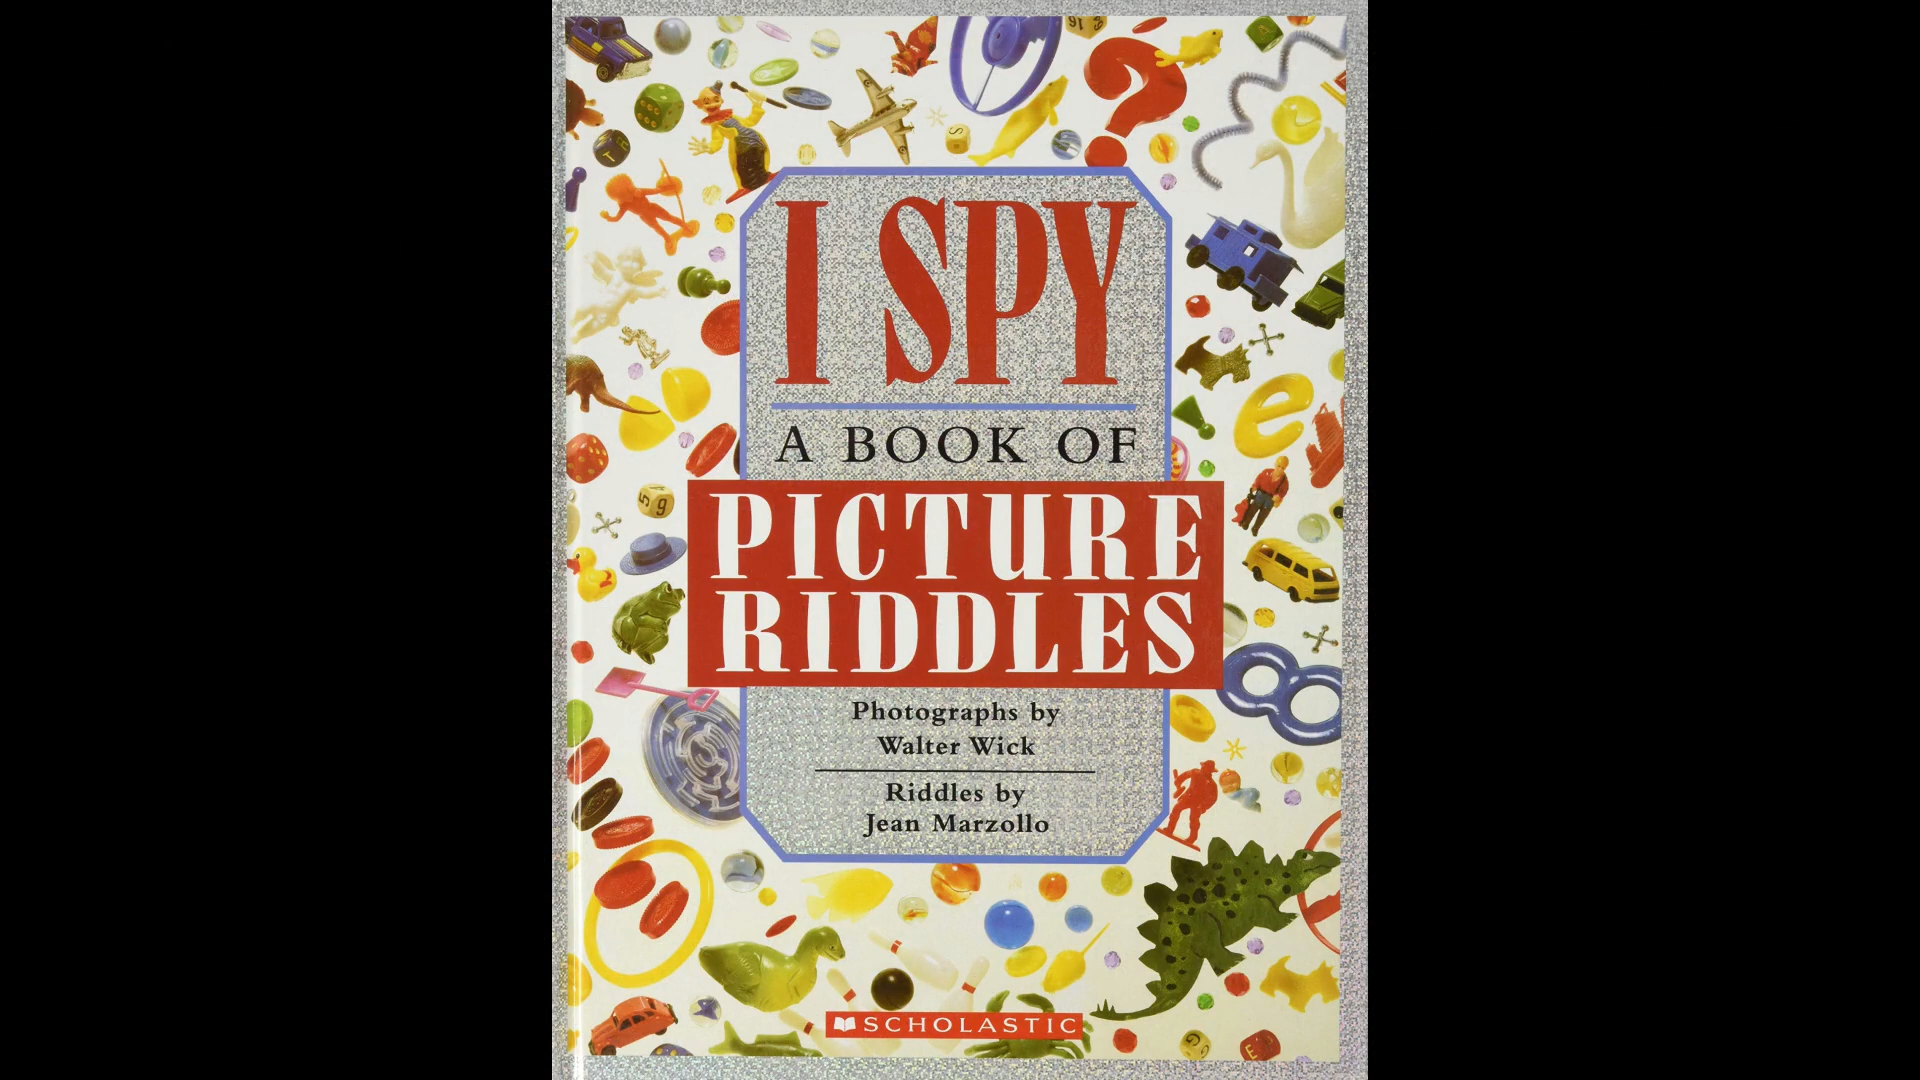 I SPY
A BOOK OF
PICTURE
RIDDLES
Photographs by
Walter Wick
Riddles by
Jean Marzollo
SCHOLASTIC